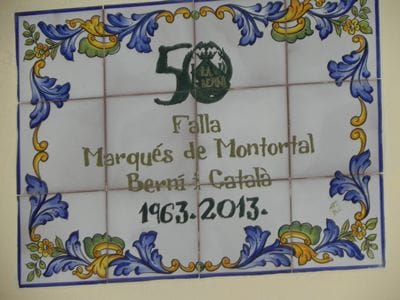 50
Falla
Marqués de Montortal
Berní i Català
1963.2013.